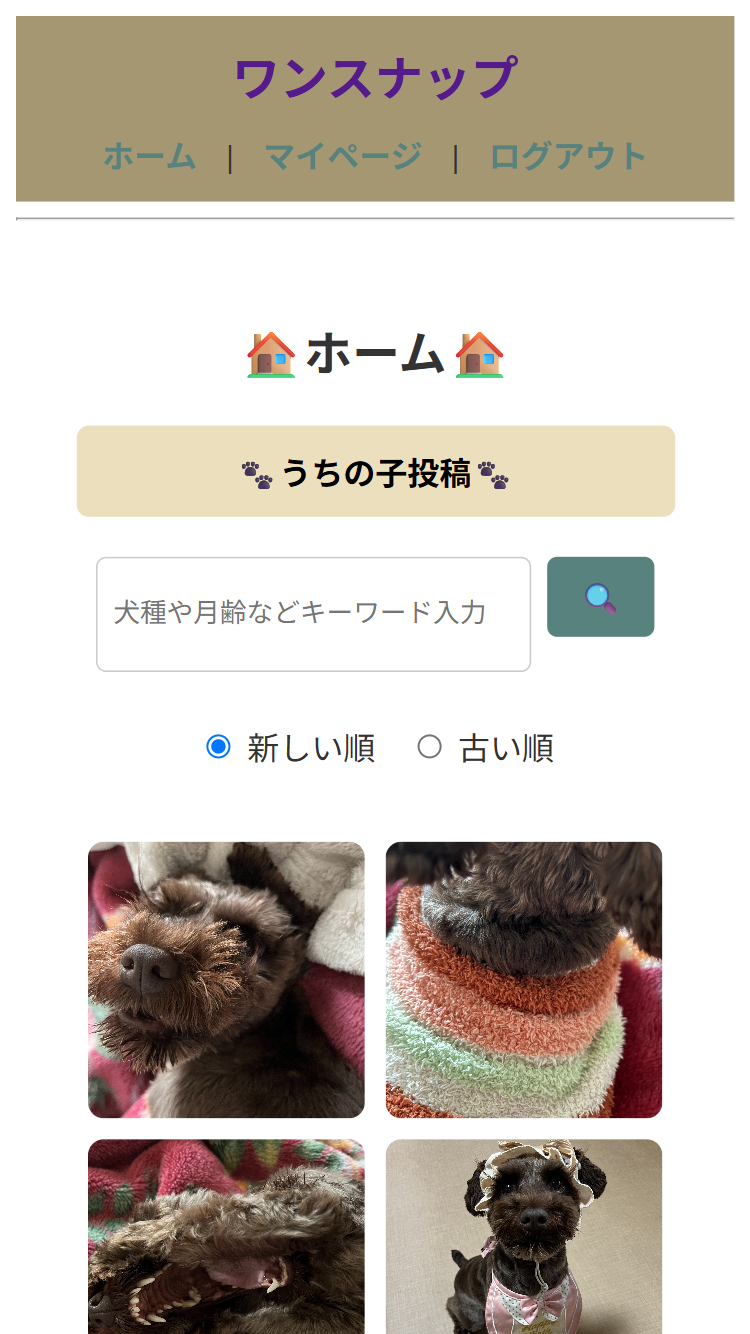 ワンスナップ
ホーム | マイページ | ログアウト
🏠 ホーム 🏠
🐾 うちの子投稿 🐾
犬種や月齢などキーワード入力
新しい順 古い順